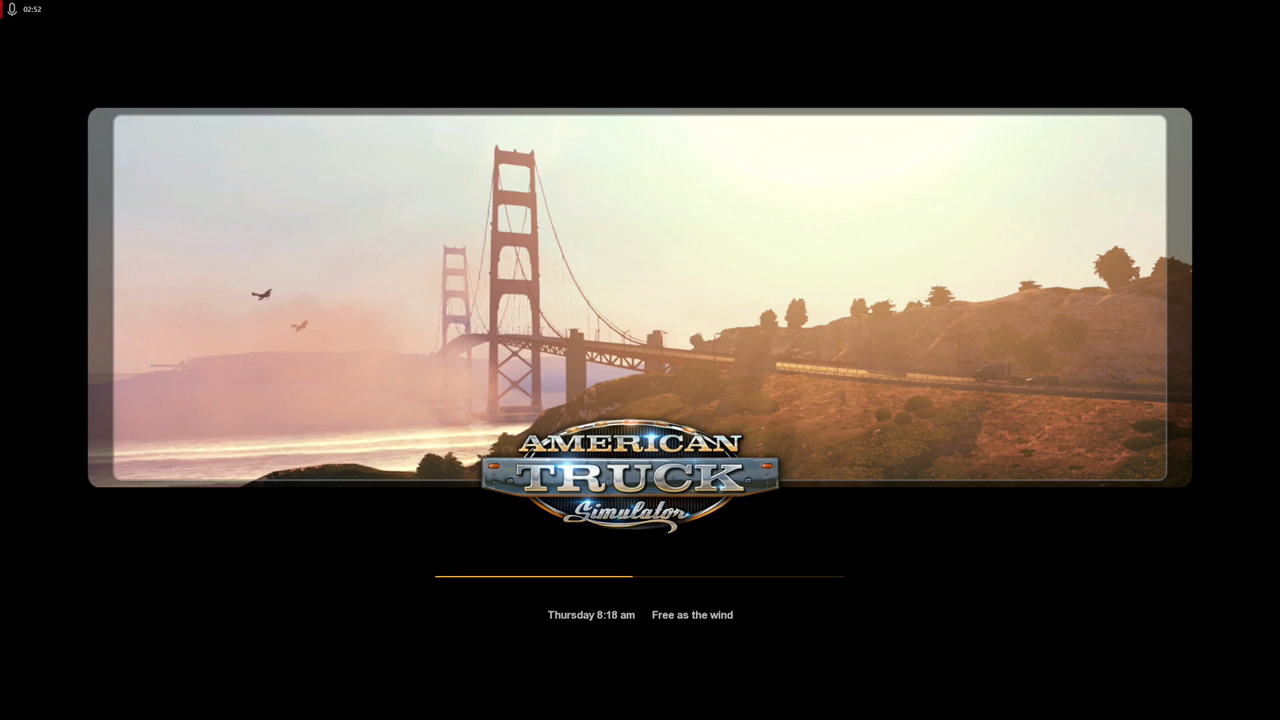 02:52
AMERICAN
TRUCK
Simulator
Thursday 8:18 am Free as the wind